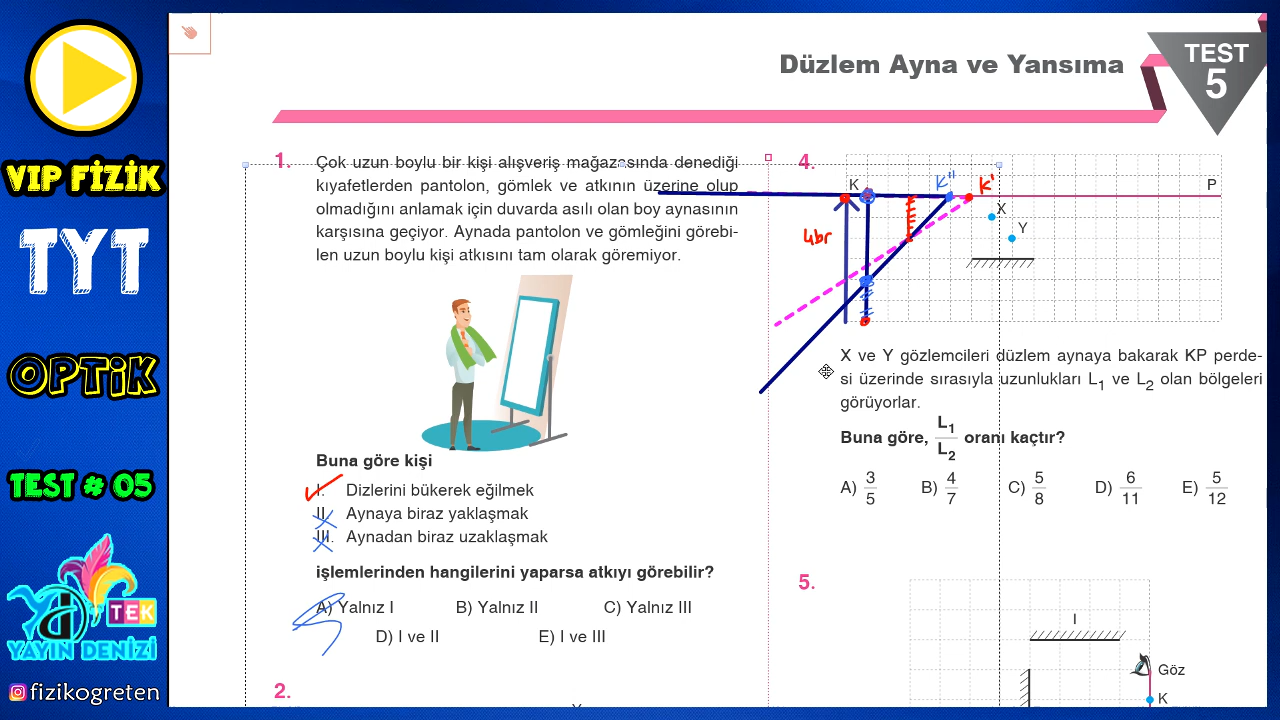 VIP FİZİK
TYT
OPTİK
TEST # 05
YD
TEK
YAYIN DENİZİ
fizikogreten
Düzlem Ayna ve Yansıma
TEST
5
1.
Çok uzun boylu bir kişi alışveriş mağazasında denediği
kıyafetlerden pantolon, gömlek ve atkının üzerine olup
olmadığını anlamak için duvarda asılı olan boy aynasının
karşısına geçiyor. Aynada pantolon ve gömleğini görebi-
len uzun boylu kişi atkısını tam olarak göremiyor.
Buna göre kişi
I. Dizlerini bükerek eğilmek
II. Aynaya biraz yaklaşmak
III. Aynadan biraz uzaklaşmak
işlemlerinden hangilerini yaparsa atkıyı görebilir?
A) Yalnız I B) Yalnız II C) Yalnız III
D) I ve II E) I ve III
2.
4.
K K'' K' P
X
Y
4br
X ve Y gözlemcileri düzlem aynaya bakarak KP perde-
si üzerinde sırasıyla uzunlukları L1 ve L2 olan bölgeleri
görüyorlar.
Buna göre, L1/L2 oranı kaçtır?
A) 3/5 B) 4/7 C) 5/8 D) 6/11 E) 5/12
5.
I
Göz
K